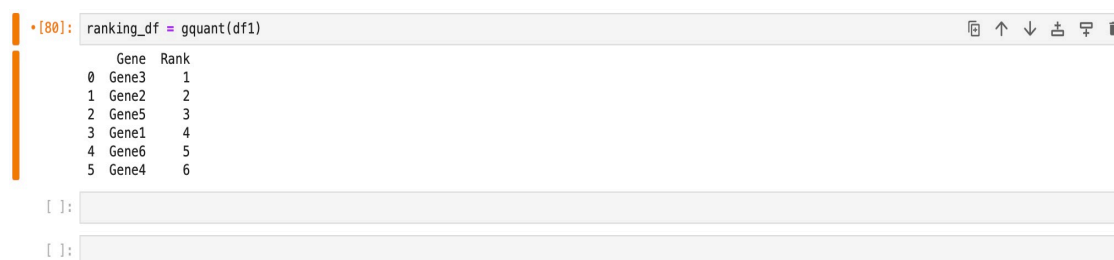 •[80]: ranking_df = gquant(df1)
Gene Rank
0 Gene3 1
1 Gene2 2
2 Gene5 3
3 Gene1 4
4 Gene6 5
5 Gene4 6
[ ]:
[ ]: